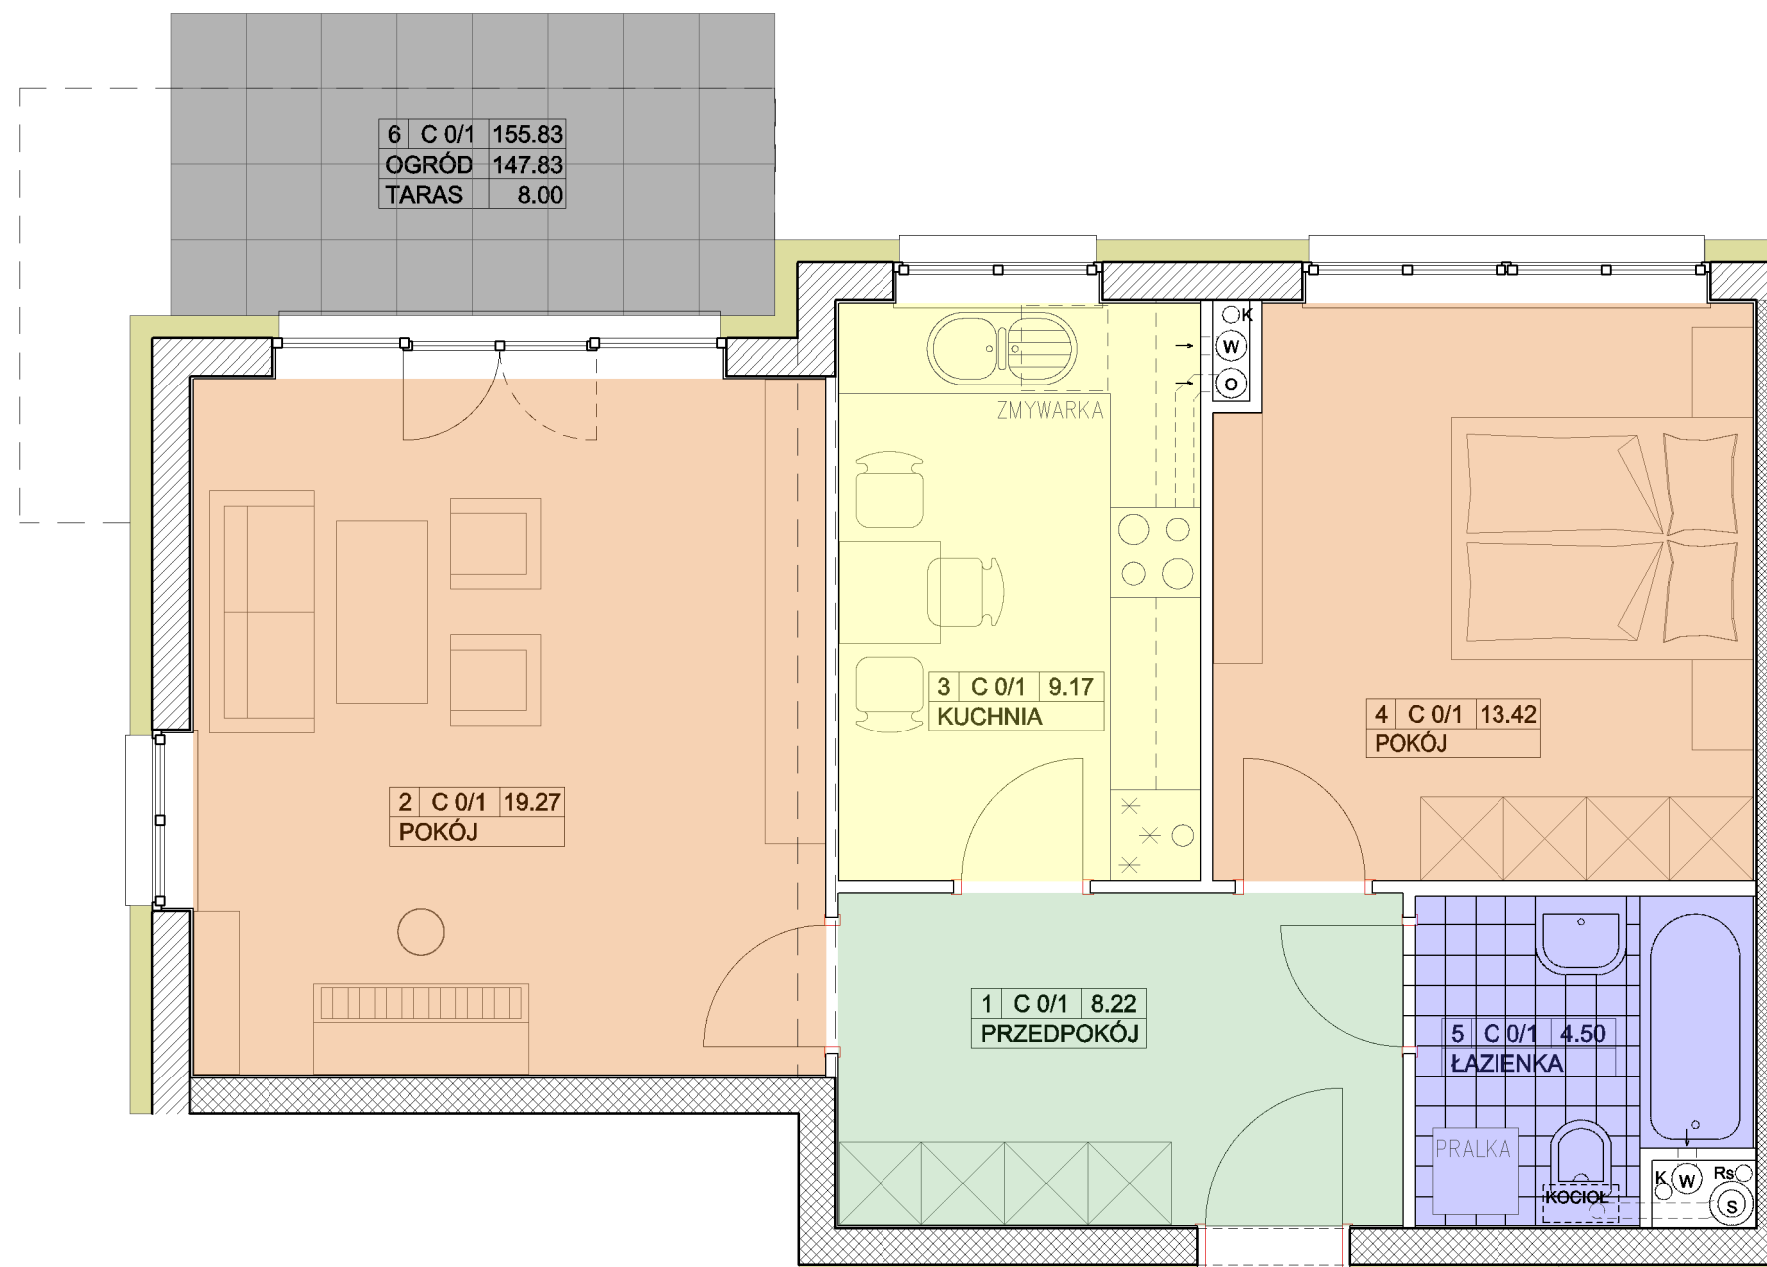 6 C 0/1 155.83
OGRÓD 147.83
TARAS 8.00
K
W
O
ZMYWARKA
3 C 0/1 9.17
KUCHNIA
4 C 0/1 13.42
POKÓJ
2 C 0/1 19.27
POKÓJ
1 C 0/1 8.22
PRZEDPOKÓJ
5 C 0/1 4.50
ŁAZIENKA
PRALKA
KOCIOŁ
K W Rs
S